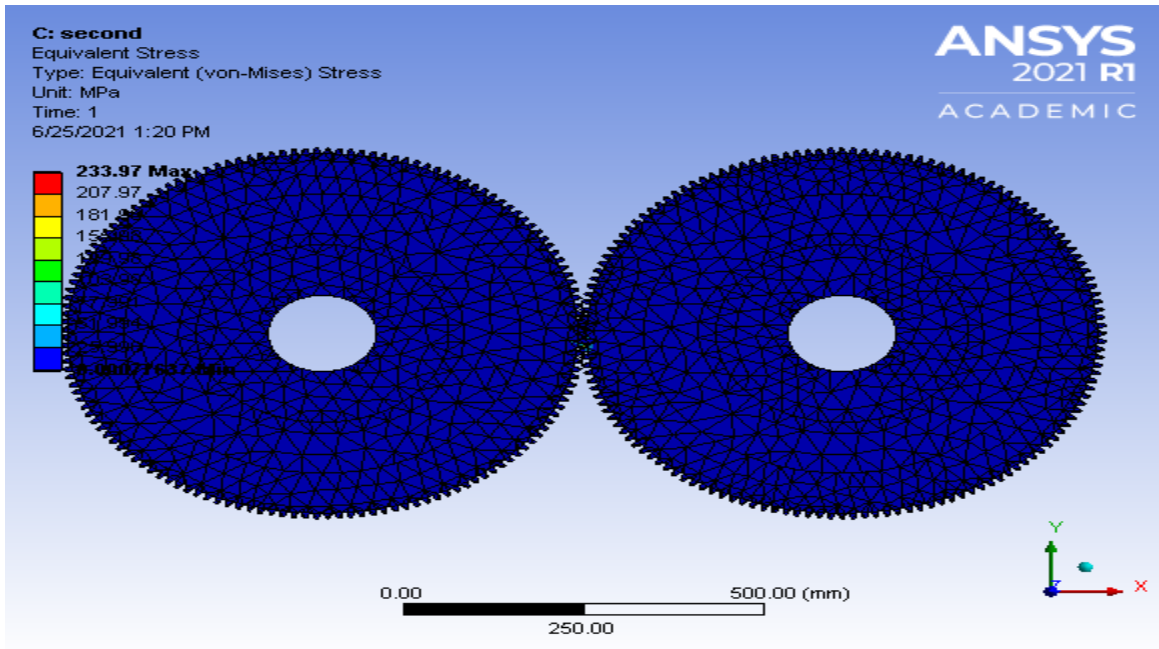 C: second
Equivalent Stress
Type: Equivalent (von-Mises) Stress
Unit: MPa
Time: 1
6/25/2021 1:20 PM
ANSYS
2021 R1
ACADEMIC
233.97 Max
207.97
0.00
500.00 (mm)
250.00
Y
X
Z